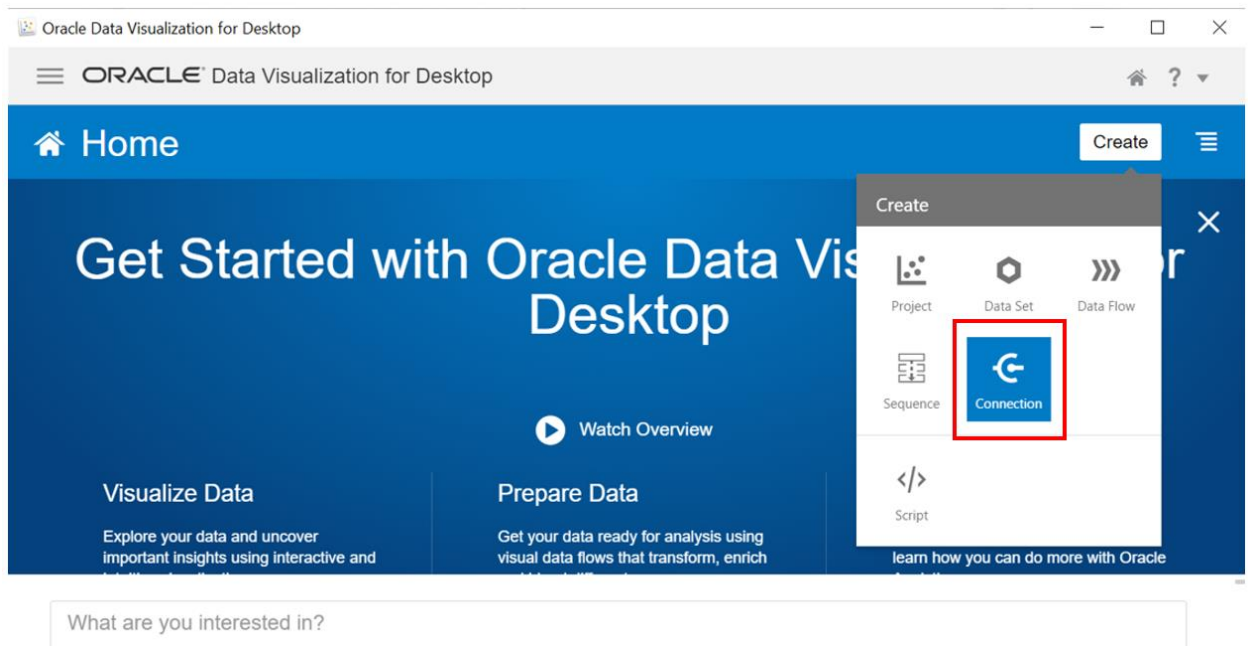 Oracle Data Visualization for Desktop
ORACLE Data Visualization for Desktop
?
Home
Create
Create
Get Started with Oracle Data Vis
or
Desktop
Project
Data Set
Data Flow
Sequence
Connection
Watch Overview
</>
Script
Visualize Data
Explore your data and uncover
important insights using interactive and
Prepare Data
Get your data ready for analysis using
visual data flows that transform, enrich
learn how you can do more with Oracle
What are you interested in?